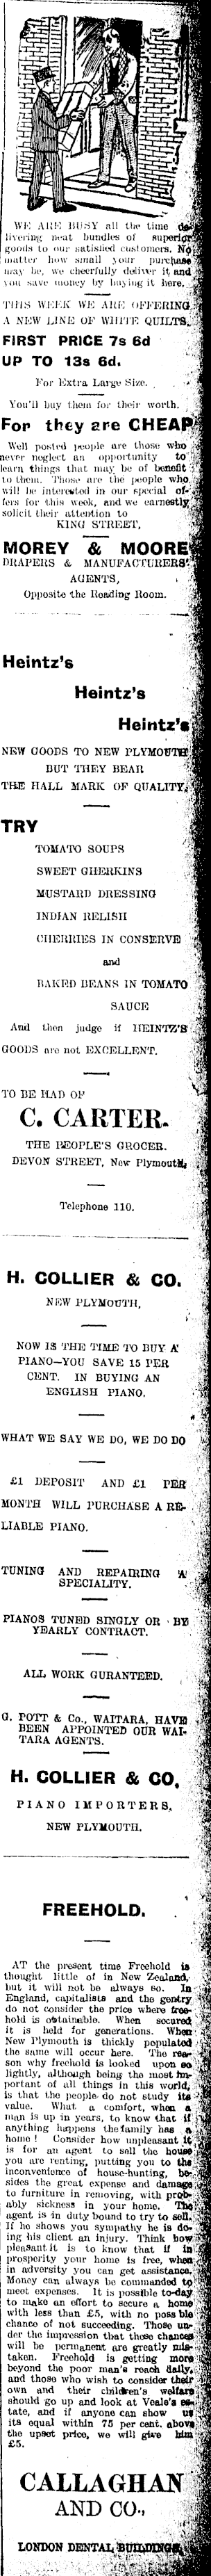 WE ARE BUSY all the time de-
livering neat bundles of superior
goods to our satisfied customers. No
matter how small your purchase
may be, we cheerfully deliver it and
you save money by buying it here.
THIS WEEK WE ARE OFFERING
A NEW LINE OF WHITE QUILTS.
FIRST PRICE 7s 6d
UP TO 13s 6d.
For Extra Large Size.
You'll buy them for their worth.
For they are CHEAP
Well posted people are those who
never neglect an opportunity to
learn things that may be of benefit
to them. Those are the people who
will be interested in our special of-
fers for this week, and we earnestly
solicit their attention to
KING STREET,
MOREY & MOORE
DRAPERS & MANUFACTURERS'
AGENTS,
Opposite the Reading Room.
Heintz's
Heintz's
Heintz's
NEW GOODS TO NEW PLYMOUTH
BUT THEY BEAR
THE HALL MARK OF QUALITY.
TRY
TOMATO SOUPS
SWEET GHERKINS
MUSTARD DRESSING
INDIAN RELISH
CHERRIES IN CONSERVE
and
BAKED BEANS IN TOMATO
SAUCE
And then judge if HEINTZ'S
GOODS are not EXCELLENT.
TO BE HAD OF
C. CARTER.
THE PEOPLE'S GROCER.
DEVON STREET, New Plymouth,
Telephone 110.
H. COLLIER & CO.
NEW PLYMOUTH,
NOW IS THE TIME TO BUY A
PIANO—YOU SAVE 15 PER
CENT. IN BUYING AN
ENGLISH PIANO.
WHAT WE SAY WE DO, WE DO DO
£1 DEPOSIT AND £1 PER
MONTH WILL PURCHASE A RE-
LIABLE PIANO.
TUNING AND REPAIRING A
SPECIALITY.
PIANOS TUNED SINGLY OR BY
YEARLY CONTRACT.
ALL WORK GURANTEED.
G. POTT & Co., WAITARA, HAVE
BEEN APPOINTED OUR WAI-
TARA AGENTS.
H. COLLIER & CO,
PIANO IMPORTERS,
NEW PLYMOUTH.
FREEHOLD.
AT the present time Freehold is
thought little of in New Zealand,
but it will not be always so. In
England, capitalists and the gentry
do not consider the price where free-
hold is obtainable. When secured
it is held for generations. When
New Plymouth is thickly populated
the same will occur here. The rea-
son why freehold is looked upon so
lightly, although being the most im-
portant of all things in this world,
is that the people do not study its
value. What a comfort, when a
man is up in years, to know that if
anything happens the family has a
home! Consider how unpleasant it
is for an agent to sell the house
you are renting, putting you to the
inconvenience of house-hunting, be-
sides the great expense and damage
to furniture in removing, with prob-
ably sickness in your home. The
agent is in duty bound to try to sell.
If he shows you sympathy he is do-
ing his client an injury. Think how
pleasant it is to know that if in
prosperity your home is free, when
in adversity you can get assistance.
Money can always be commanded to
meet expenses. It is possible to-day
to make an effort to secure a home
with less than £5, with no possible
chance of not succeeding. Those un-
der the impression that these chances
will be permanent are greatly mis-
taken. Freehold is getting more
beyond the poor man's reach daily,
and those who wish to consider their
own and their children's welfare
should go up and look at Veale's es-
tate, and if anyone can show us
its equal within 75 per cent. above
the upset price, we will give him
£5.
CALLAGHAN
AND CO.,
LONDON DENTAL BUILDINGS,